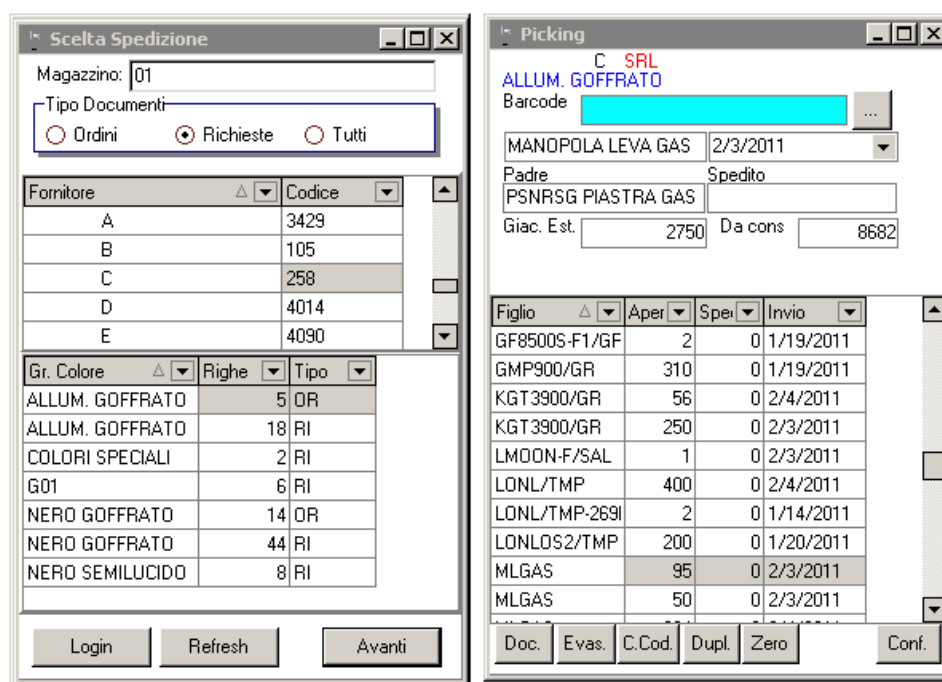 Scelta Spedizione
Magazzino: 01
Tipo Documenti
Ordini Richieste Tutti
Fornitore Codice
A 3429
B 105
C 258
D 4014
E 4090
Gr. Colore Righe Tipo
ALLUM. GOFFRATO 5 OR
ALLUM. GOFFRATO 18 RI
COLORI SPECIALI 2 RI
G01 6 RI
NERO GOFFRATO 14 OR
NERO GOFFRATO 44 RI
NERO SEMILUCIDO 8 RI
Login Refresh Avanti
Picking
C SRL
ALLUM. GOFFRATO
Barcode ...
MANOPOLA LEVA GAS 2/3/2011
Padre Spedito
PSNRSG PIASTRA GAS
Giac. Est. 2750 Da cons 8682
Figlio Aper Spe Invio
GF8500S-F1/GF 2 0 1/19/2011
GMP900/GR 310 0 1/19/2011
KGT3900/GR 56 0 2/4/2011
KGT3900/GR 250 0 2/3/2011
LMOON-F/SAL 1 0 2/3/2011
LONL/TMP 400 0 2/4/2011
LONL/TMP-269 2 0 1/14/2011
LONLOS2/TMP 200 0 1/20/2011
MLGAS 95 0 2/3/2011
MLGAS 50 0 2/3/2011
Doc. Evas. C.Cod. Dupl. Zero Conf.